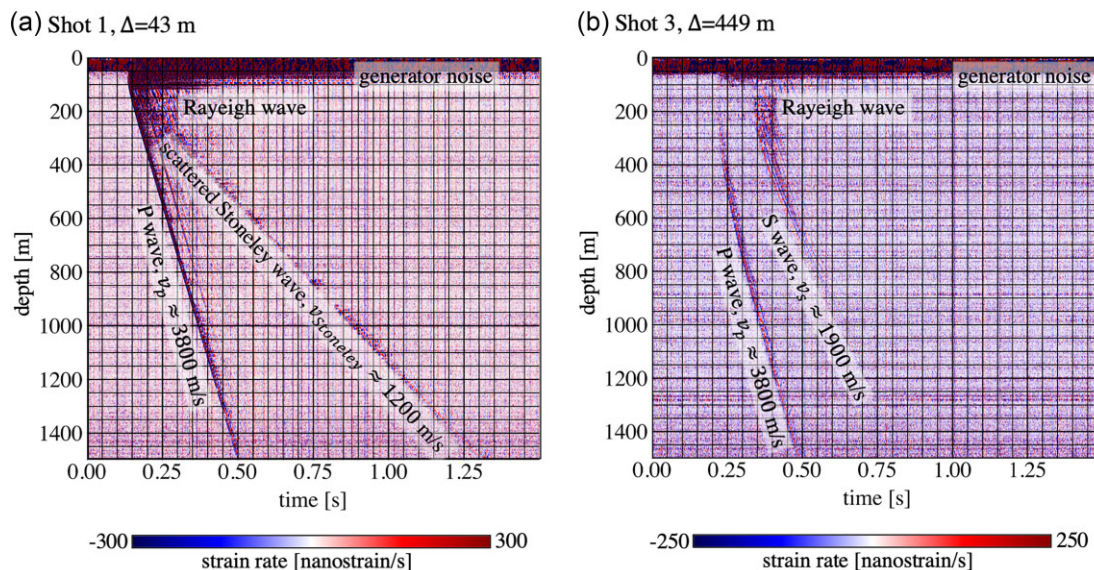 (a) Shot 1, Δ=43 m
0
200
400
600
800
1000
1200
1400
depth [m]
generator noise
Rayeigh wave
scattered Stoneley wave, v_stoneley ≈ 1200 m/s
P wave, v_p ≈ 3800 m/s
0.00 0.25 0.50 0.75 1.00 1.25
time [s]
-300 300
strain rate [nanostrain/s]
(b) Shot 3, Δ=449 m
0
200
400
600
800
1000
1200
1400
depth [m]
generator noise
Rayeigh wave
S wave, v_s ≈ 1900 m/s
P wave, v_p ≈ 3800 m/s
0.00 0.25 0.50 0.75 1.00 1.25
time [s]
-250 250
strain rate [nanostrain/s]